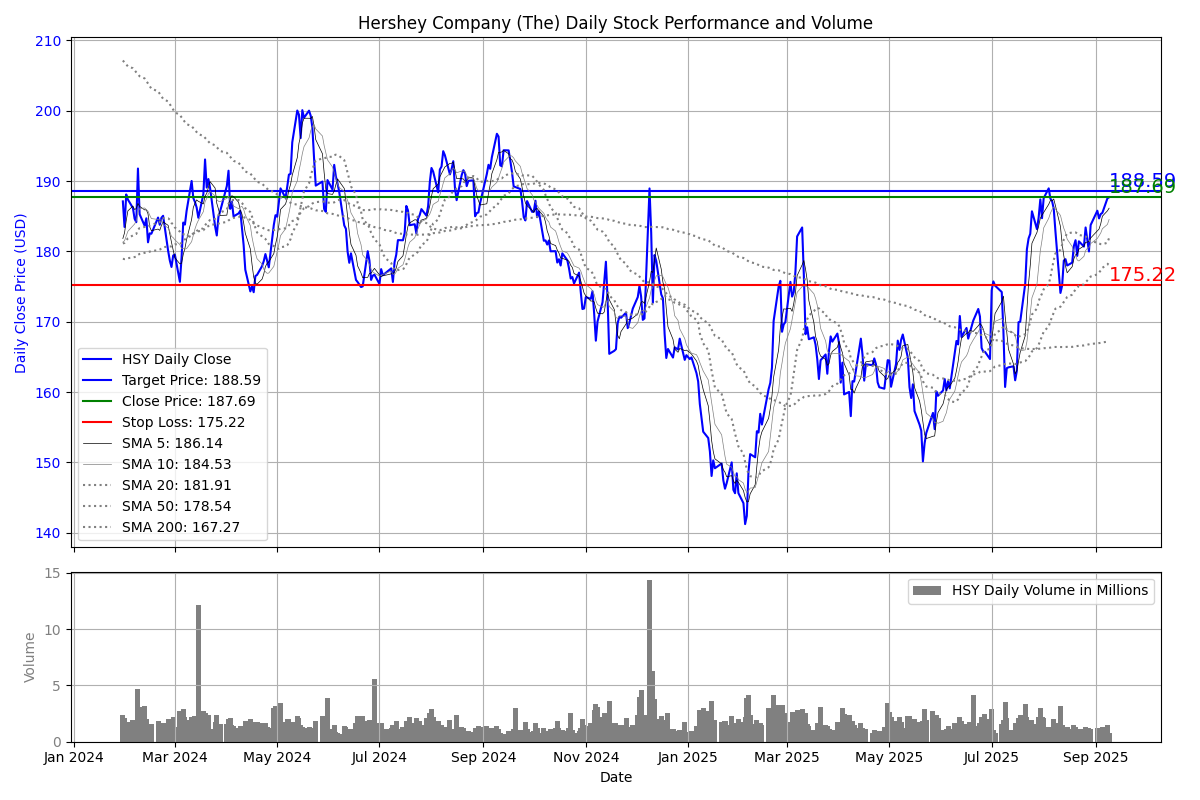 Hershey Company (The) Daily Stock Performance and Volume
Daily Close Price (USD)
210
200
190
180
170
160
150
140
188.59
187.69
175.22
HSY Daily Close
Target Price: 188.59
Close Price: 187.69
Stop Loss: 175.22
SMA 5: 186.14
SMA 10: 184.53
SMA 20: 181.91
SMA 50: 178.54
SMA 200: 167.27
Volume
15
10
5
0
HSY Daily Volume in Millions
Jan 2024 Mar 2024 May 2024 Jul 2024 Sep 2024 Nov 2024 Jan 2025 Mar 2025 May 2025 Jul 2025 Sep 2025
Date